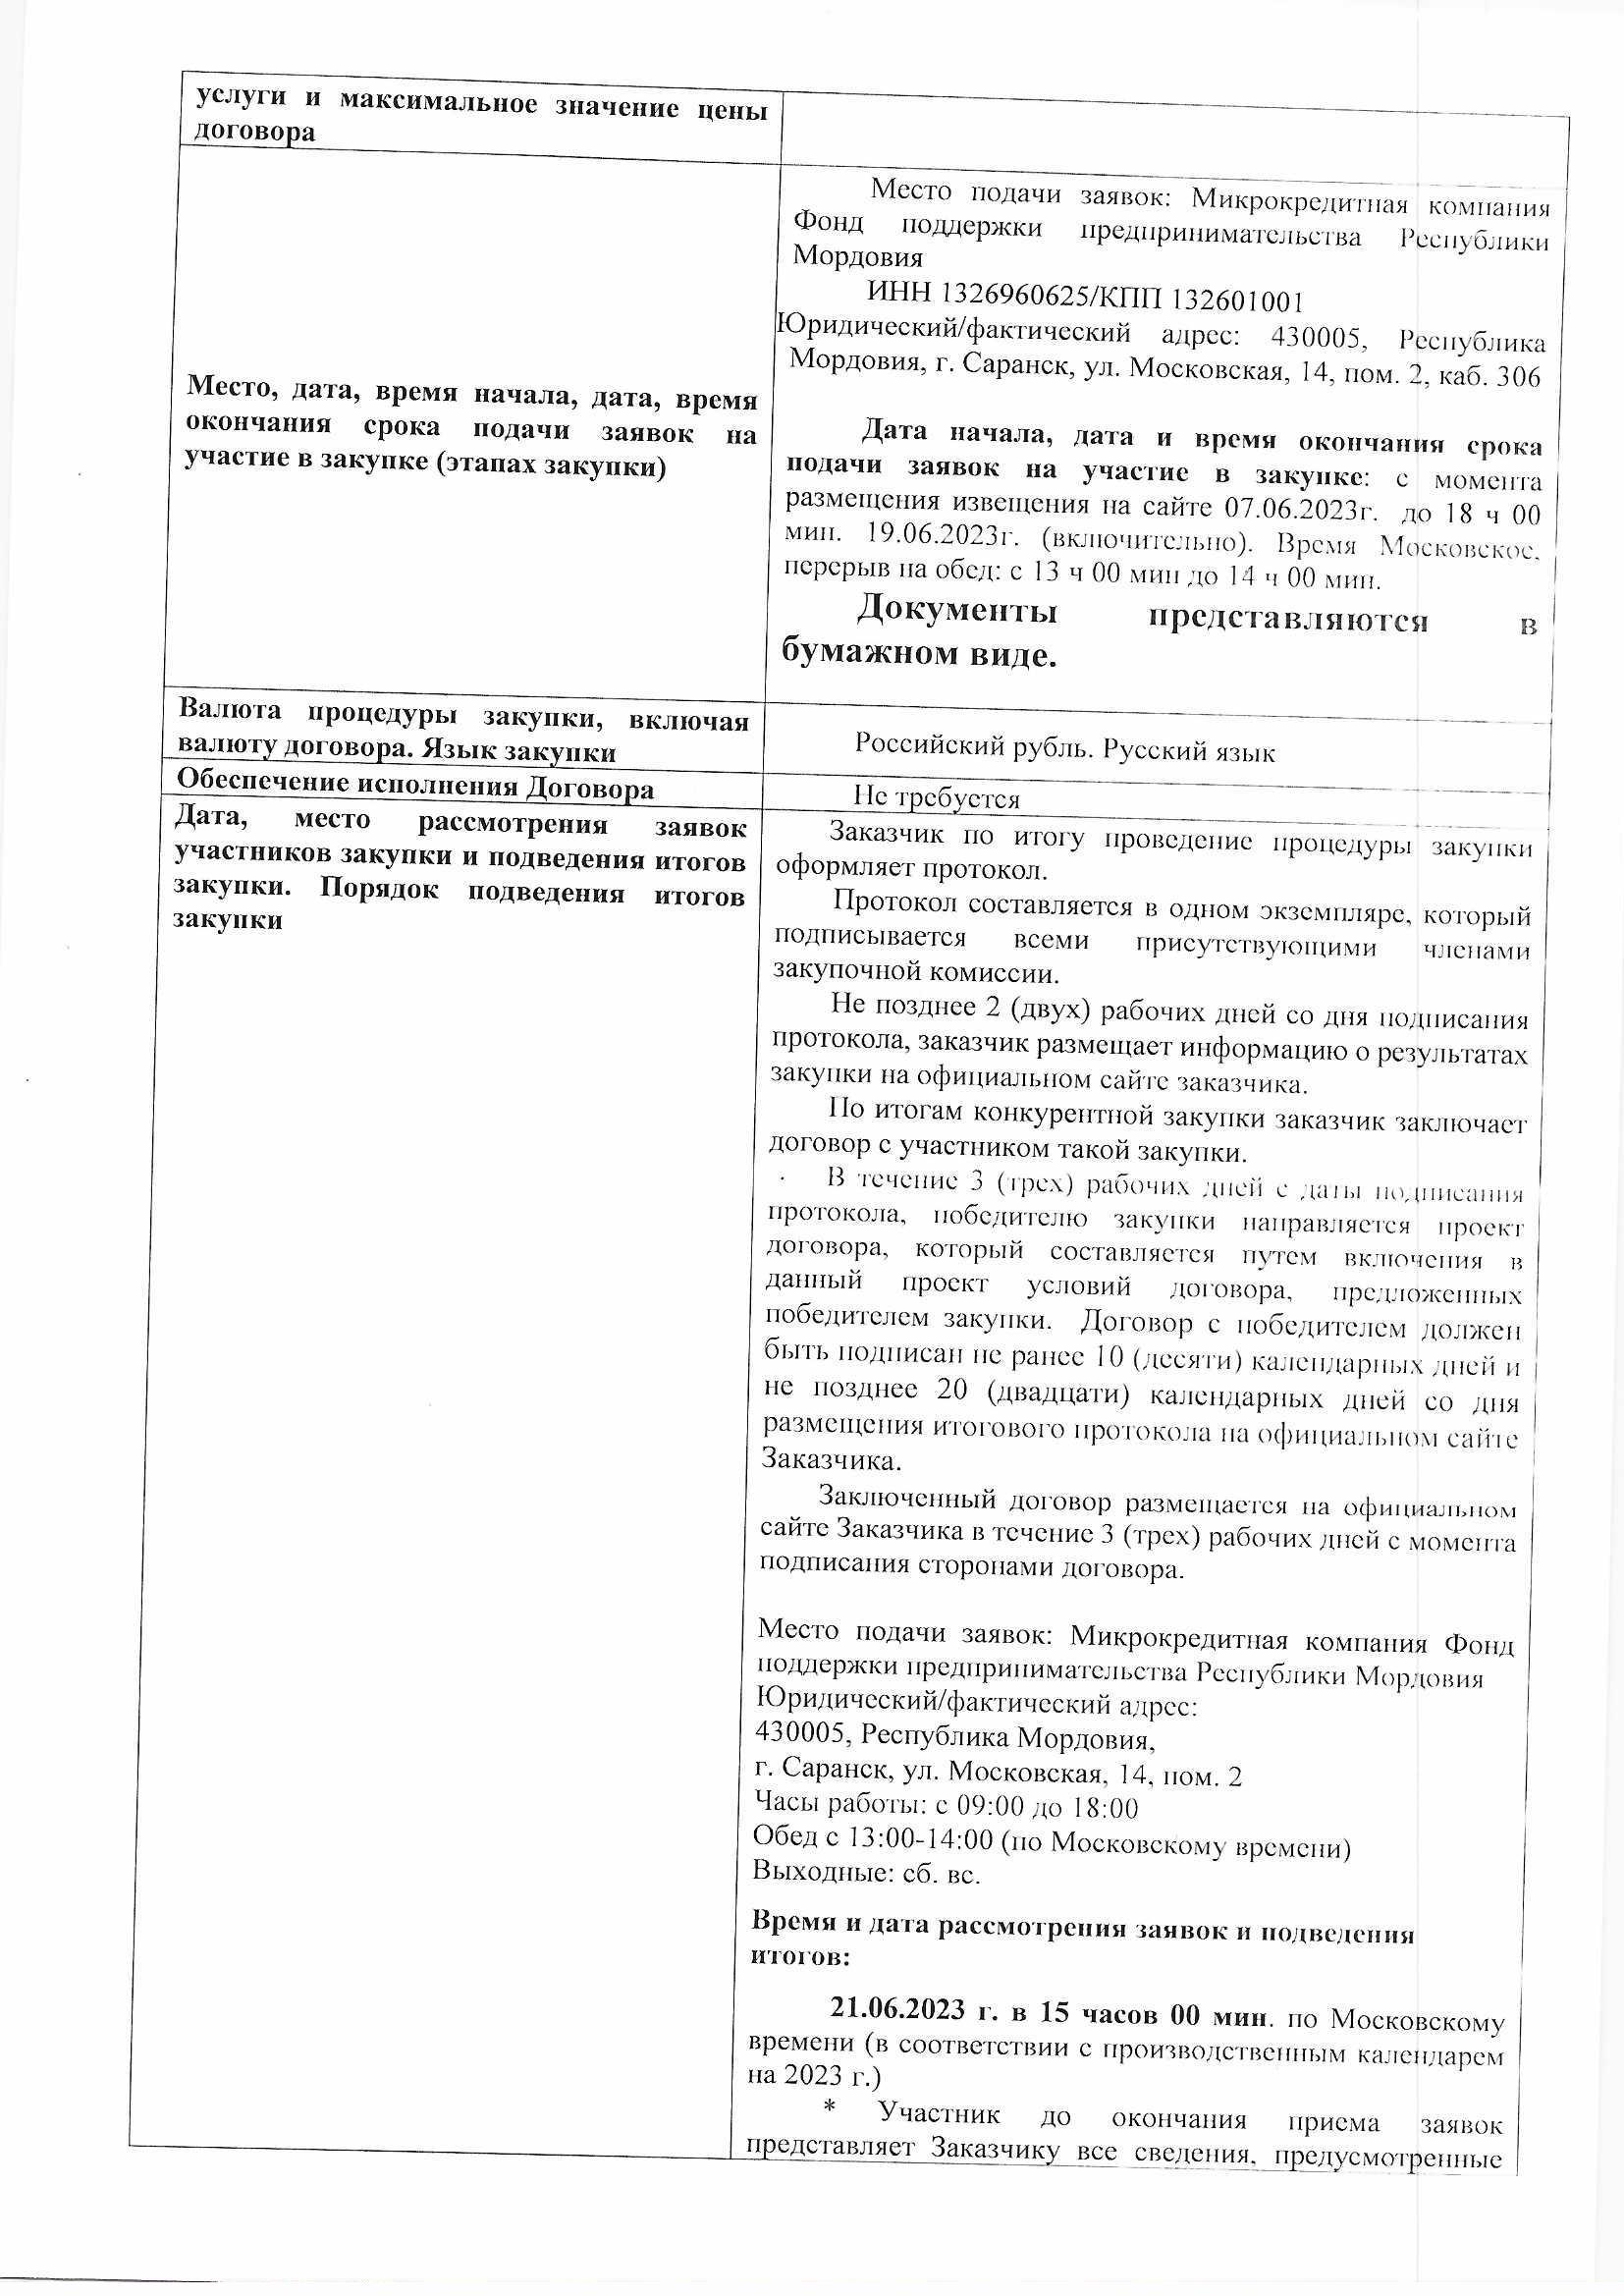 услуги и максимальное значение цены
договора
Место, дата, время начала, дата, время
окончания срока подачи заявок на
участие в закупке (этапах закупки)
Место подачи заявок: Микрокредитная компания
Фонд поддержки предпринимательства Республики
Мордовия
ИНН 1326960625/КПП 132601001
Юридический/фактический адрес: 430005, Республика
Мордовия, г. Саранск, ул. Московская, 14, пом. 2, каб. 306
Дата начала, дата и время окончания срока
подачи заявок на участие в закупке: с момента
размещения извещения на сайте 07.06.2023г. до 18 ч 00
мин. 19.06.2023г. (включительно). Время Московское,
перерыв на обед: с 13 ч 00 мин до 14 ч 00 мин.
Документы представляются в
бумажном виде.
Валюта процедуры закупки, включая
валюту договора. Язык закупки
Российский рубль. Русский язык
Обеспечение исполнения Договора
Не требуется
Дата, место рассмотрения заявок
участников закупки и подведения итогов
закупки. Порядок подведения итогов
закупки
Заказчик по итогу проведение процедуры закупки
оформляет протокол.
Протокол составляется в одном экземпляре, который
подписывается всеми присутствующими членами
закупочной комиссии.
Не позднее 2 (двух) рабочих дней со дня подписания
протокола, заказчик размещает информацию о результатах
закупки на официальном сайте заказчика.
По итогам конкурентной закупки заказчик заключает
договор с участником такой закупки.
В течение 3 (трех) рабочих дней с даты подписания
протокола, победителю закупки направляется проект
договора, который составляется путем включения в
данный проект условий договора, предложенных
победителем закупки. Договор с победителем должен
быть подписан не ранее 10 (десяти) календарных дней и
не позднее 20 (двадцати) календарных дней со дня
размещения итогового протокола на официальном сайте
Заказчика.
Заключенный договор размещается на официальном
сайте Заказчика в течение 3 (трех) рабочих дней с момента
подписания сторонами договора.
Место подачи заявок: Микрокредитная компания Фонд
поддержки предпринимательства Республики Мордовия
Юридический/фактический адрес:
430005, Республика Мордовия,
г. Саранск, ул. Московская, 14, пом. 2
Часы работы: с 09:00 до 18:00
Обед с 13:00-14:00 (по Московскому времени)
Выходные: сб. вс.
Время и дата рассмотрения заявок и подведения
итогов:
21.06.2023 г. в 15 часов 00 мин. по Московскому
времени (в соответствии с производственным календарем
на 2023 г.)
* Участник до окончания приема заявок
представляет Заказчику все сведения, предусмотренные